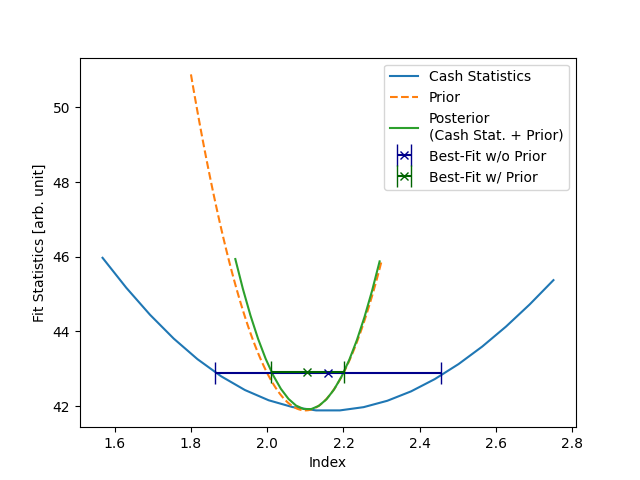 50
48
46
44
42
Fit Statistics [arb. unit]
Cash Statistics
Prior
Posterior
(Cash Stat. + Prior)
Best-Fit w/o Prior
Best-Fit w/ Prior
1.6 1.8 2.0 2.2 2.4 2.6 2.8
Index